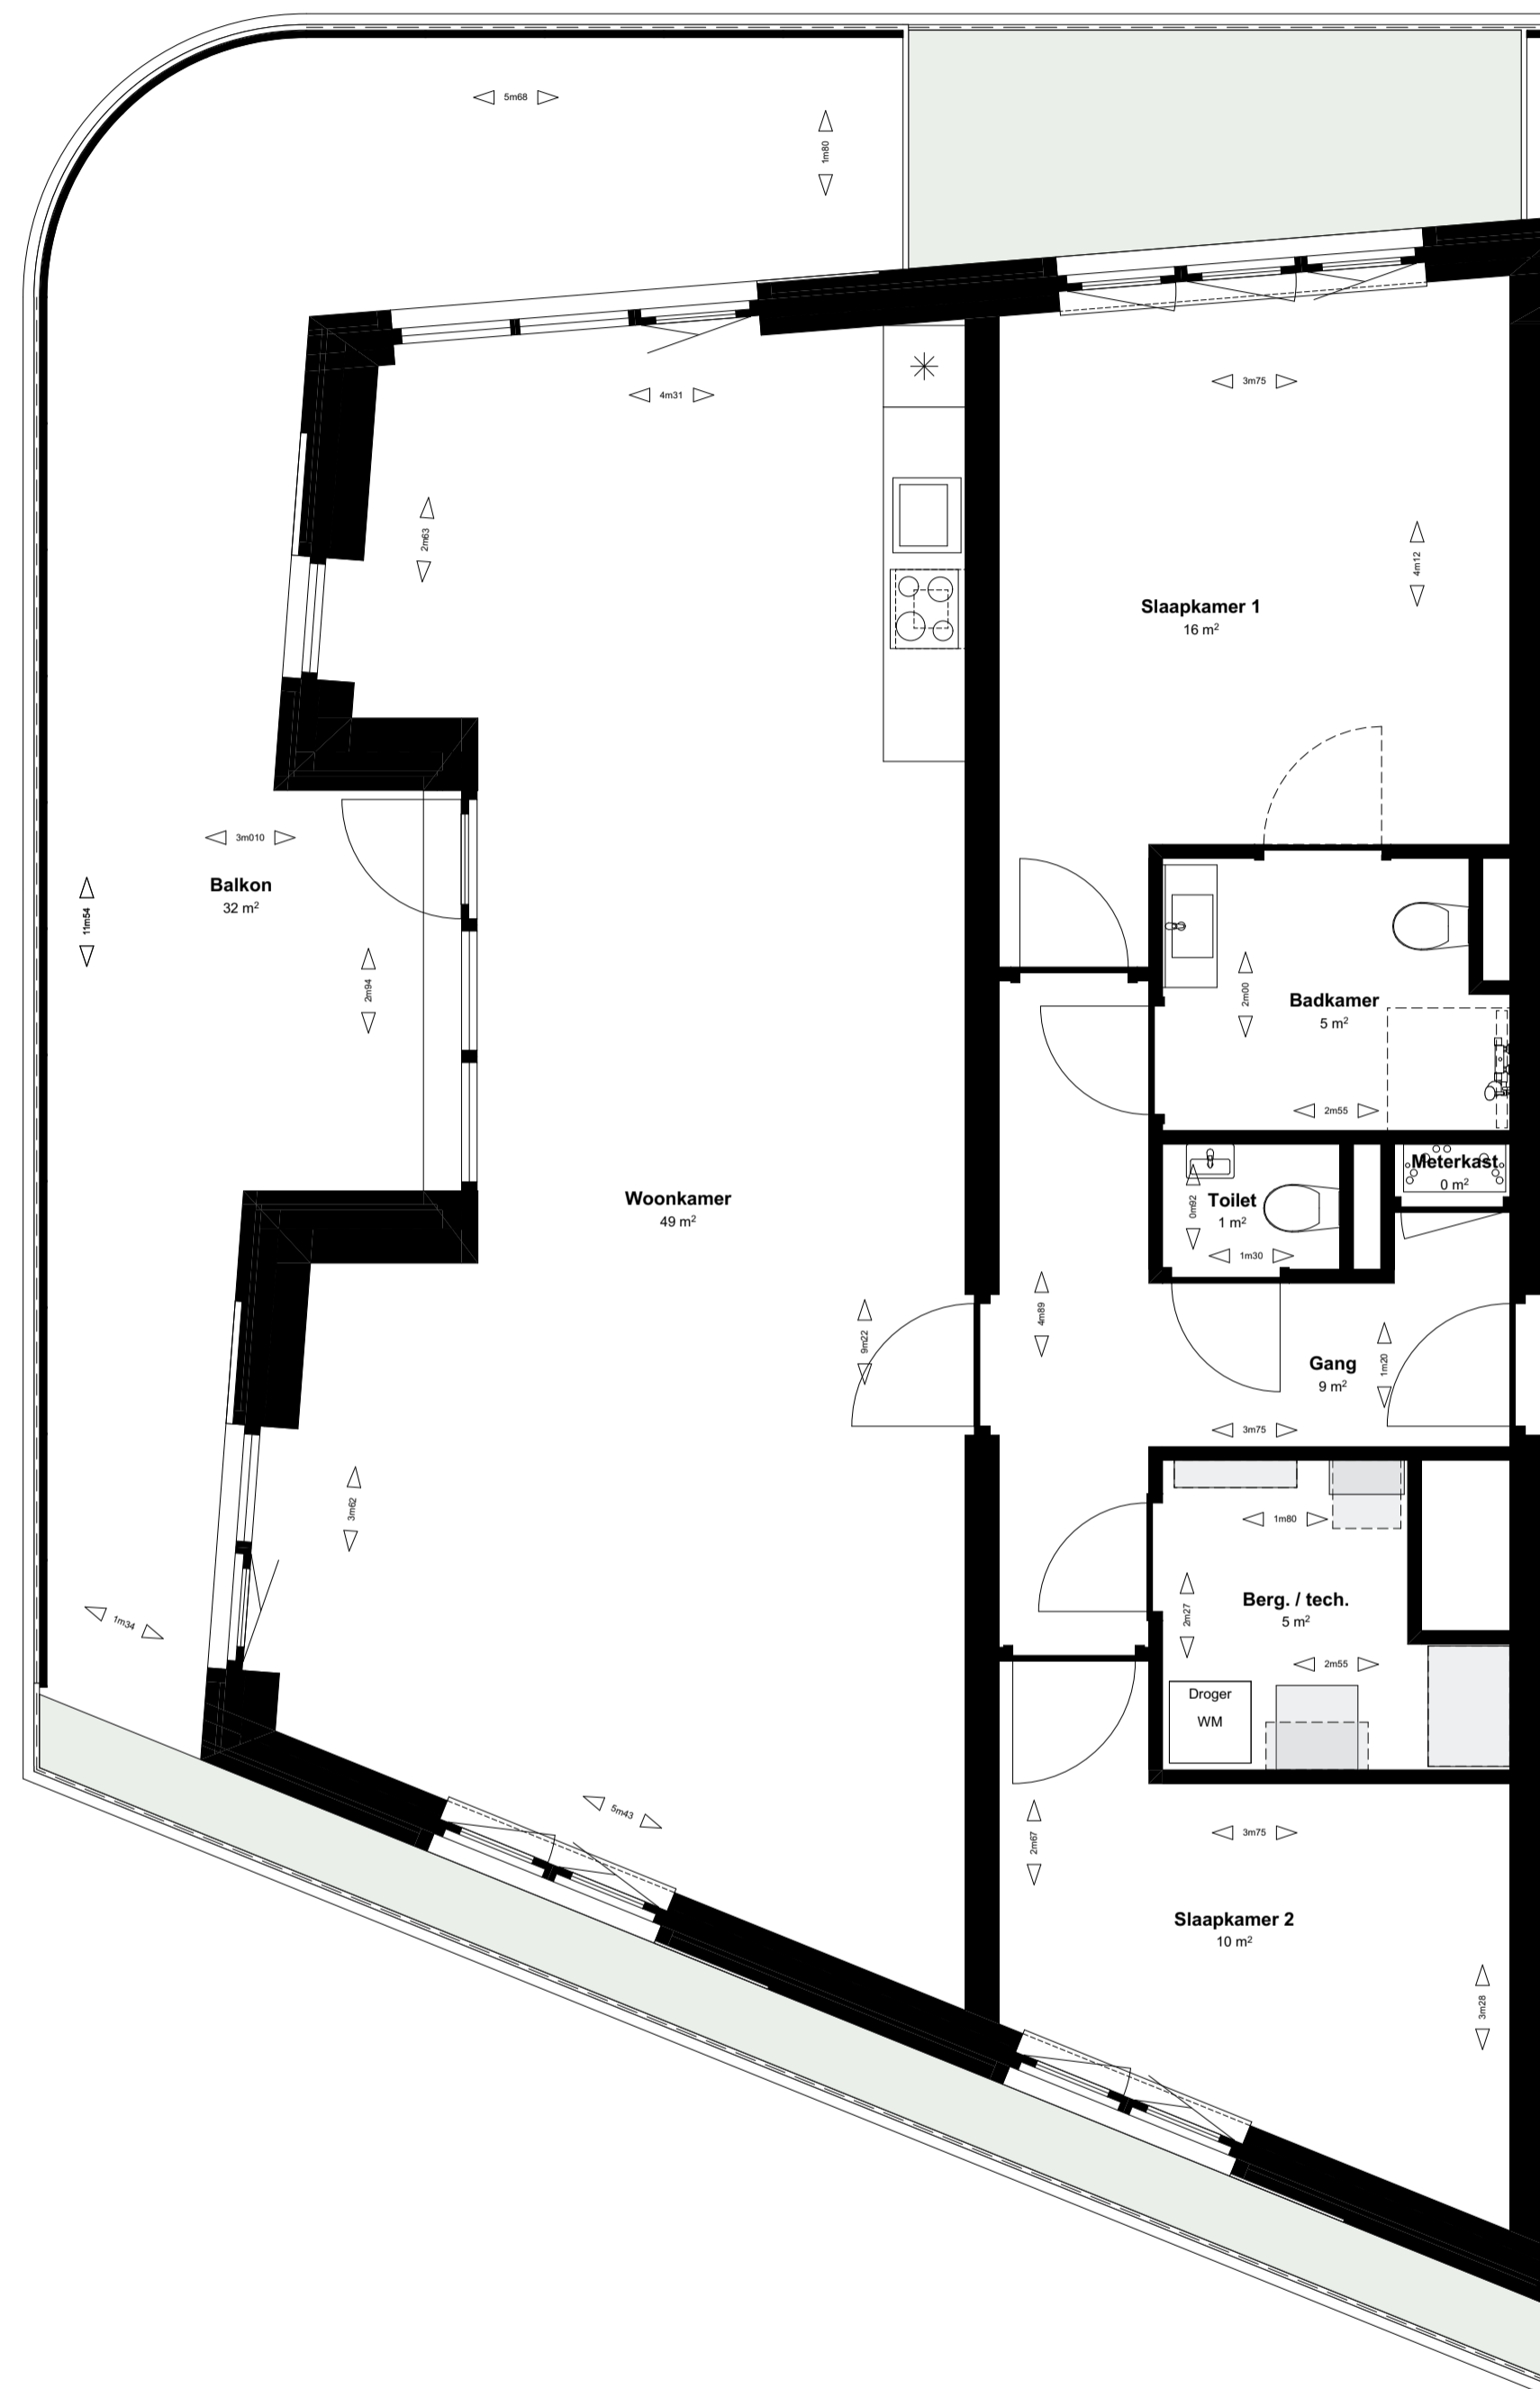 5m68
1m80
4m31
3m75
2m63
4m12
Slaapkamer 1
16 m²
3m010
Balkon
32 m²
11m54
2m94
2m00
Badkamer
5 m²
2m55
Meterkast
0 m²
Woonkamer
49 m²
0m92
Toilet
1 m²
1m30
9m22
4m89
Gang
9 m²
1m20
3m75
3m62
1m80
1m34
2m27
Berg. / tech.
5 m²
2m55
Droger
WM
5m43
2m67
3m75
Slaapkamer 2
10 m²
3m28